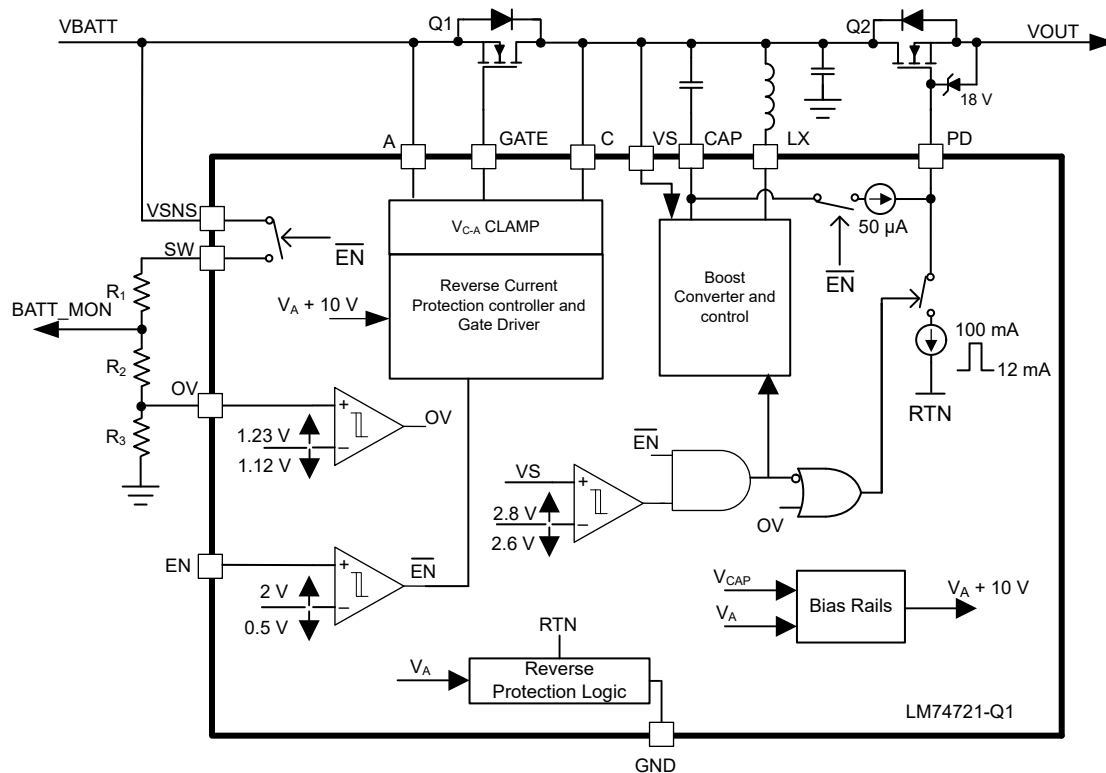 VBATT
Q1
Q2
VOUT
18 V
A
GATE
C
VS
CAP
LX
PD
VSNS
SW
EN
V_C-A CLAMP
Reverse Current
Protection controller and
Gate Driver
V_A + 10 V
Boost
Converter and
control
50 µA
EN
100 mA
12 mA
RTN
R1
BATT_MON
R2
OV
R3
+
−
1.23 V
1.12 V
OV
EN
VS
+
−
2.8 V
2.6 V
OV
EN
+
−
2 V
0.5 V
EN
V_CAP
V_A
Bias Rails
V_A + 10 V
RTN
V_A
Reverse
Protection Logic
LM74721-Q1
GND